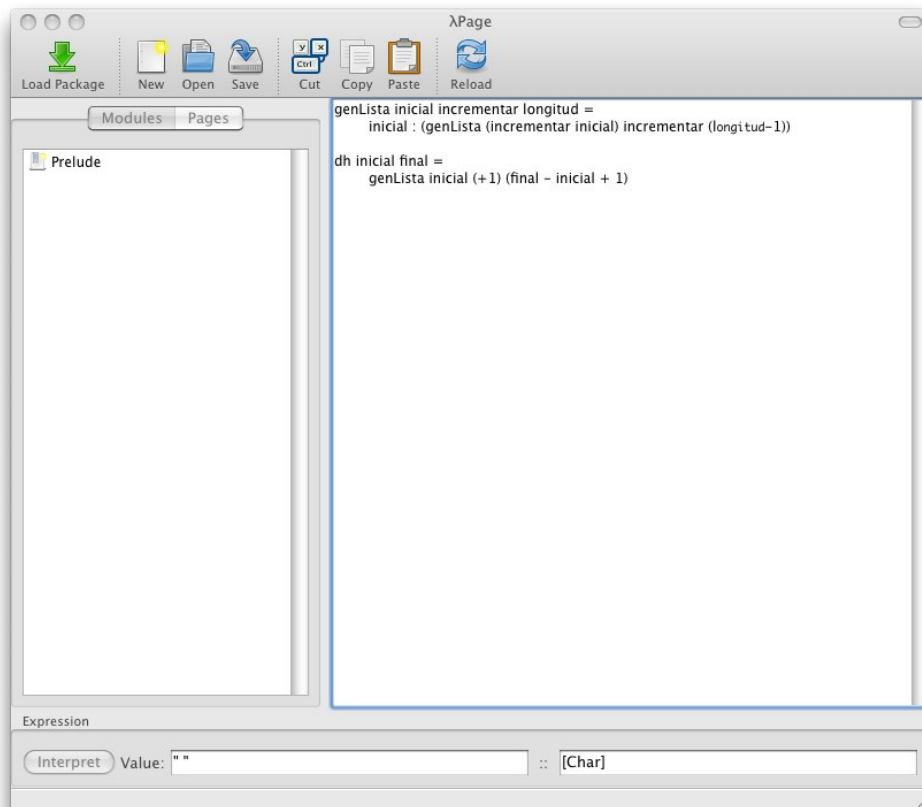 λPage
Load Package New Open Save Cut Copy Paste Reload
y x
Ctrl
Modules Pages
Prelude
genLista inicial incrementar longitud =
inicial : (genLista (incrementar inicial) incrementar (longitud-1))
dh inicial final =
genLista inicial (+1) (final - inicial + 1)
Expression
Interpret Value: " " :: [Char]